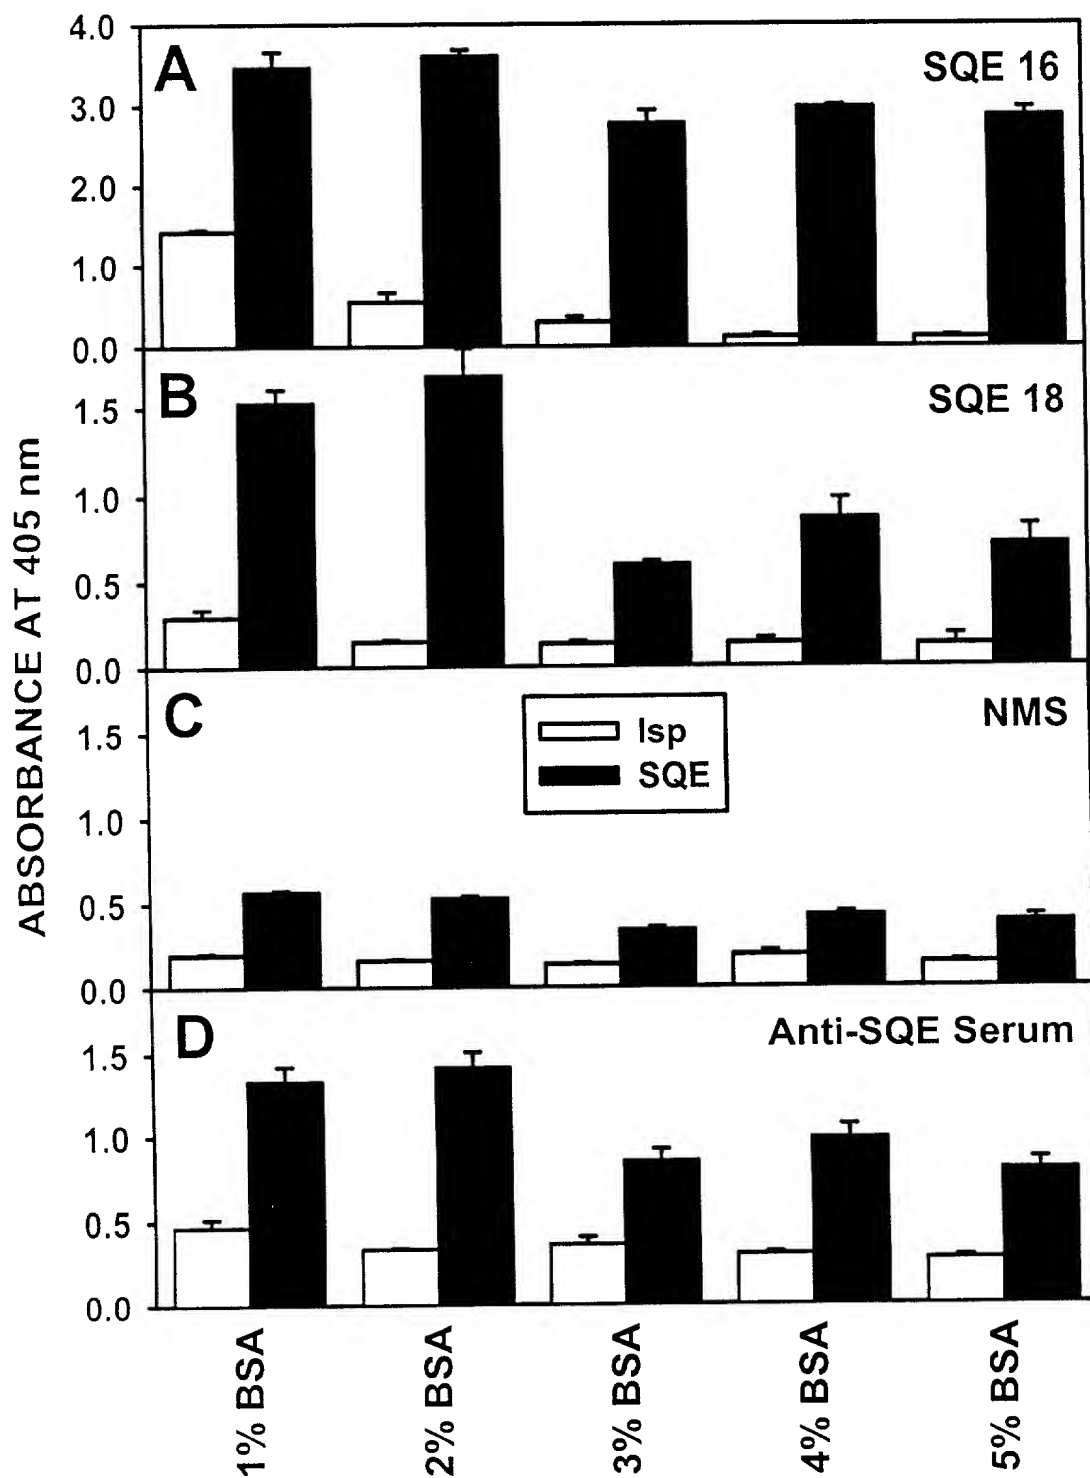 ABSORBANCE AT 405 nm
A
SQE 16
4.0
3.0
2.0
1.0
0.0
B
SQE 18
1.5
1.0
0.5
0.0
C
NMS
Isp
SQE
1.5
1.0
0.5
0.0
D
Anti-SQE Serum
1.5
1.0
0.5
0.0
1% BSA
2% BSA
3% BSA
4% BSA
5% BSA